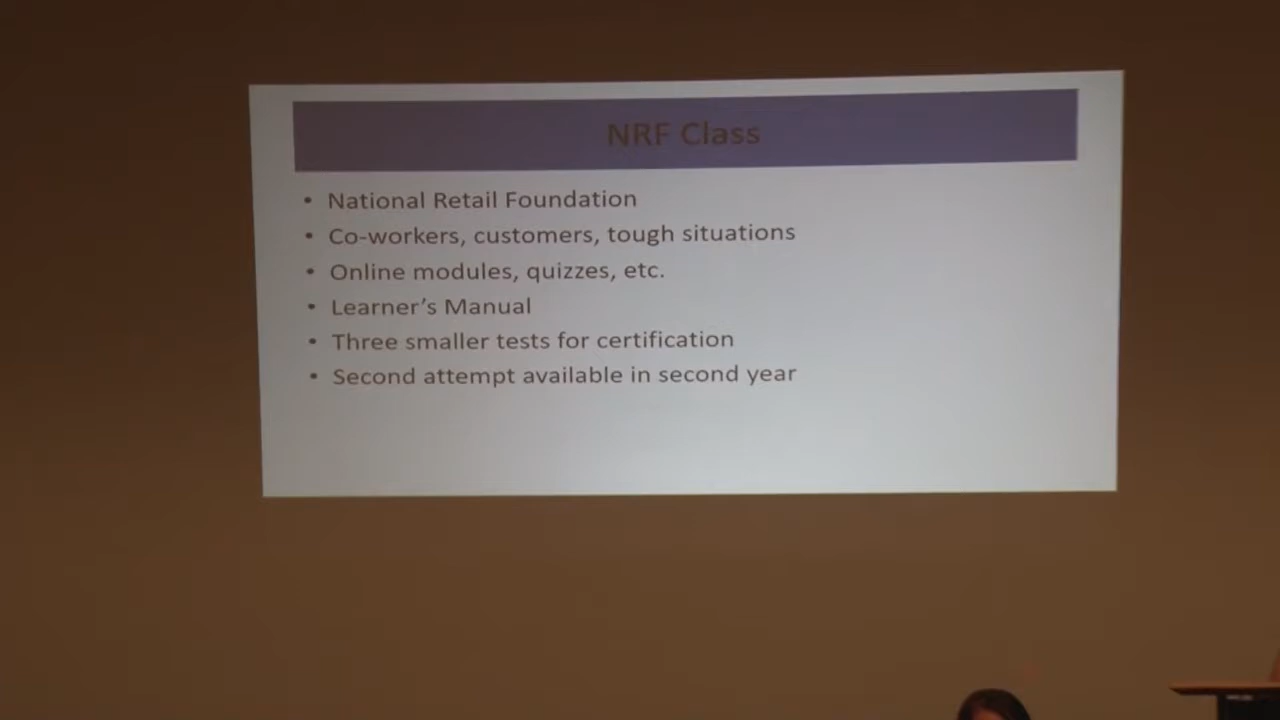 NRF Class
• National Retail Foundation
• Co-workers, customers, tough situations
• Online modules, quizzes, etc.
• Learner’s Manual
• Three smaller tests for certification
• Second attempt available in second year